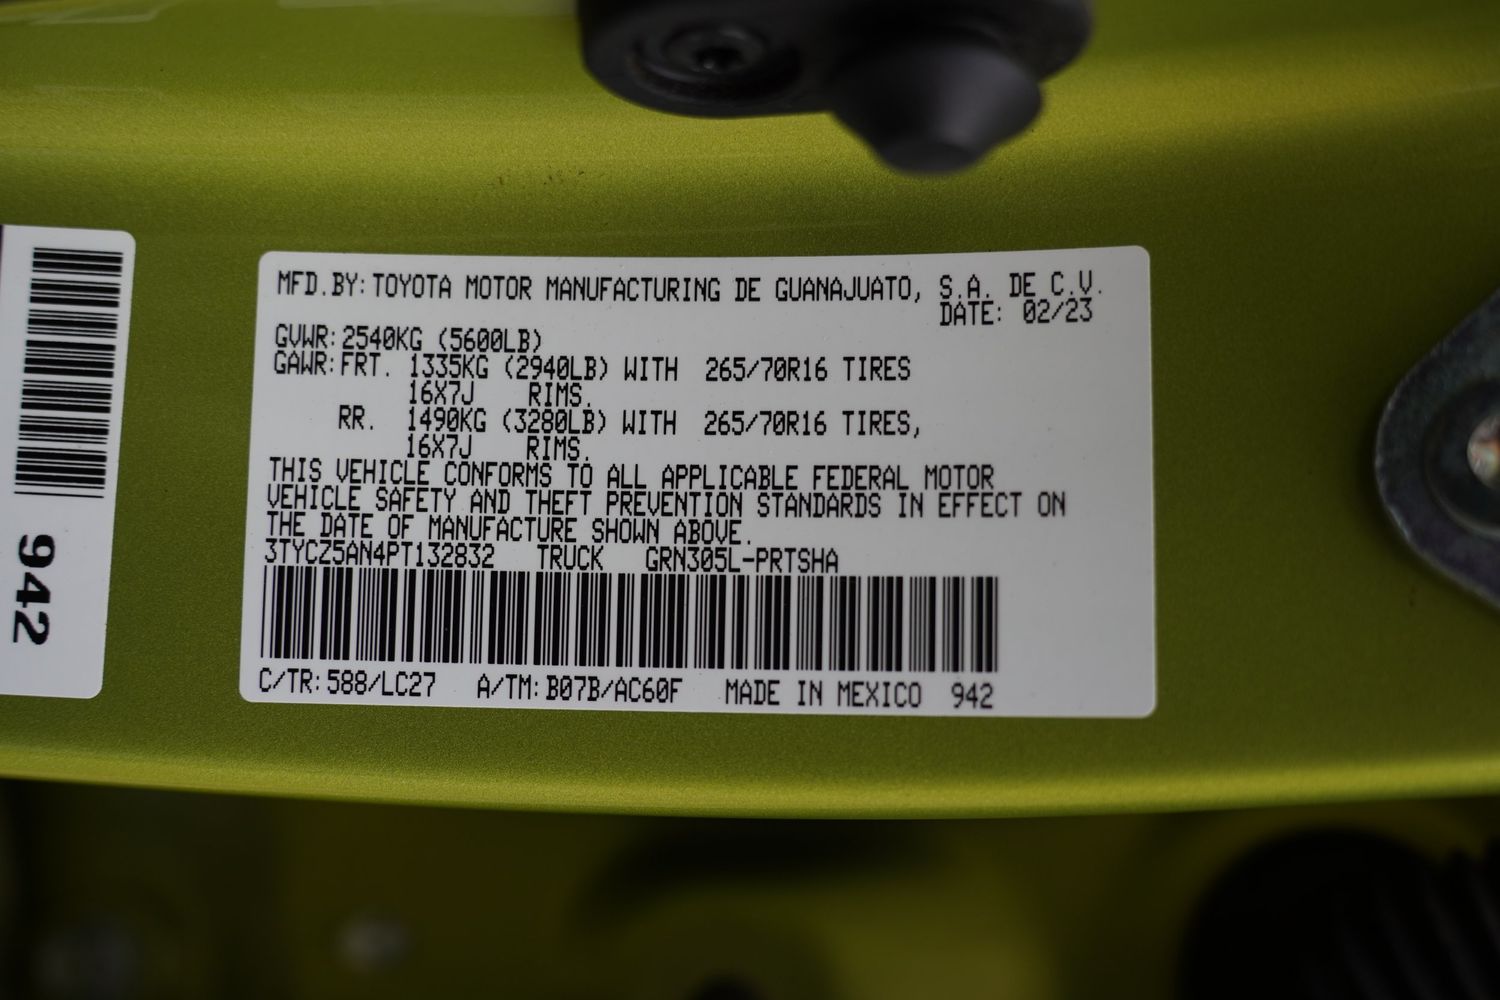 MFD.BY: TOYOTA MOTOR MANUFACTURING DE GUANAJUATO, S.A. DE C.V.
DATE: 02/23
GVWR: 2540KG (5600LB)
GAWR: FRT. 1335KG (2940LB) WITH 265/70R16 TIRES
16X7J RIMS.
RR. 1490KG (3280LB) WITH 265/70R16 TIRES,
16X7J RIMS.
THIS VEHICLE CONFORMS TO ALL APPLICABLE FEDERAL MOTOR
VEHICLE SAFETY AND THEFT PREVENTION STANDARDS IN EFFECT ON
THE DATE OF MANUFACTURE SHOWN ABOVE.
3TYCZ5AN4PT132832 TRUCK GRN305L-PRTSHA
C/TR: 588/LC27 A/TM: B07B/AC60F MADE IN MEXICO 942
942